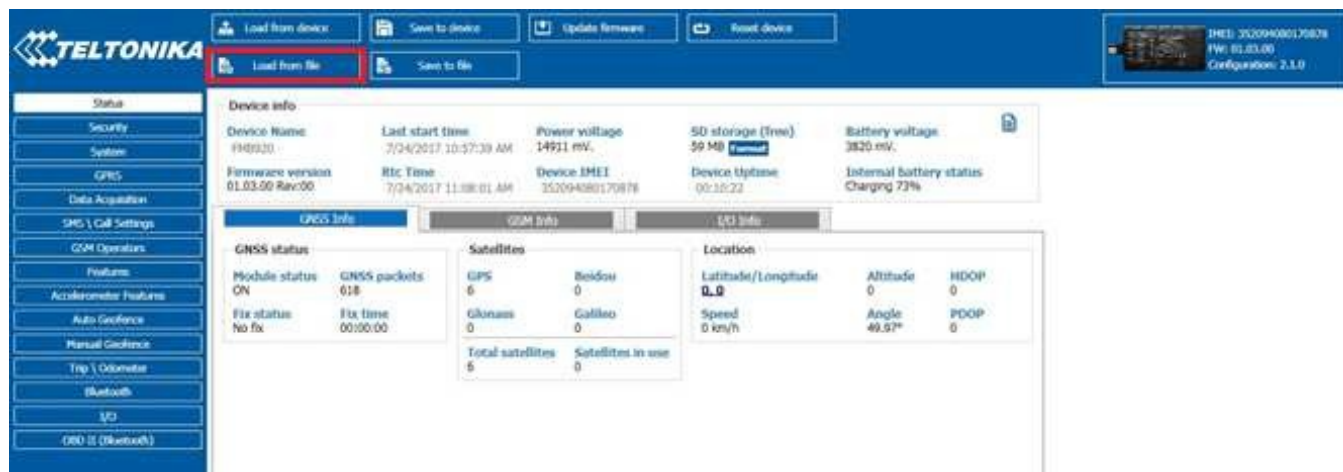 TELTONIKA
Load from device
Save to device
Update firmware
Reset device
Load from file
Save to file
IMEI: 352094080170878
FW: 01.03.00
Configuration: 2.1.0
Status
Security
System
GPRS
Data Acquisition
SMS \ Call Settings
GSM Operators
Features
Accelerometer Features
Auto Geofence
Manual Geofence
Trip \ Odometer
Bluetooth
I/O
OBD II (Bluetooth)
Device info
Device Name
FMB920
Last start time
7/24/2017 10:57:39 AM
Power voltage
14911 mV.
SD storage (free)
59 MB Format
Battery voltage
3820 mV.
Firmware version
01.03.00 Rev:00
Rtc Time
7/24/2017 11:08:01 AM
Device IMEI
352094080170878
Device Uptime
00:10:22
Internal battery status
Charging 73%
GNSS Info
GSM Info
I/O Info
GNSS status
Module status
ON
GNSS packets
618
Fix status
No fix
Fix time
00:00:00
Satellites
GPS
6
Beidou
0
Glonass
0
Galileo
0
Total satellites
6
Satellites in use
0
Location
Latitude/Longitude
0, 0
Altitude
0
HDOP
0
Speed
0 km/h
Angle
49.97°
PDOP
0